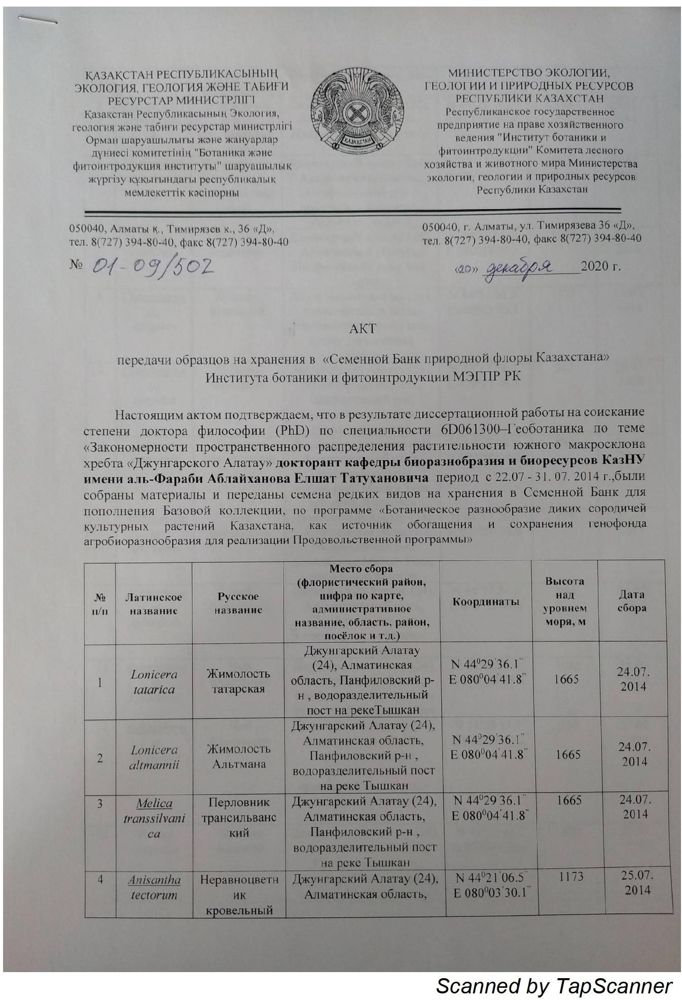 ҚАЗАҚСТАН РЕСПУБЛИКАСЫНЫҢ
ЭКОЛОГИЯ, ГЕОЛОГИЯ ЖӘНЕ ТАБИҒИ
РЕСУРСТАР МИНИСТРЛІГІ
Қазақстан Республикасының Экология,
геология және табиғи ресурстар министрлігі
Орман шаруашылығы және жануарлар
дүниесі комитетінің "Ботаника және
фитоинтродукция институты" шаруашылық
жүргізу құқығындағы республикалық
мемлекеттік кәсіпорны
ҚАЗАҚСТАН
МИНИСТЕРСТВО ЭКОЛОГИИ,
ГЕОЛОГИИ И ПРИРОДНЫХ РЕСУРСОВ
РЕСПУБЛИКИ КАЗАХСТАН
Республиканское государственное
предприятие на праве хозяйственного
ведения "Институт ботаники и
фитоинтродукции" Комитета лесного
хозяйства и животного мира Министерства
экологии, геологии и природных ресурсов
Республики Казахстан
050040, Алматы қ., Тимирязев к., 36 «Д»,
тел. 8(727) 394-80-40, факс 8(727) 394-80-40
050040, г. Алматы, ул. Тимирязева 36 «Д»,
тел. 8(727) 394-80-40, факс 8(727) 394-80-40
№ 01-09/502
«20» декабря 2020 г.
АКТ
передачи образцов на хранения в «Семенной Банк природной флоры Казахстана»
Института ботаники и фитоинтродукции МЭГПР РК
Настоящим актом подтверждаем, что в результате диссертационной работы на соискание
степени доктора философии (PhD) по специальности 6D061300–Геоботаника по теме
«Закономерности пространственного распределения растительности южного макросклона
хребта «Джунгарского Алатау» докторант кафедры биоразнобразия и биоресурсов КазНУ
имени аль-Фараби Аблайханова Елшат Татухановича период с 22.07 - 31. 07. 2014 г.,были
собраны материалы и переданы семена редких видов на хранения в Семенной Банк для
пополнения Базовой коллекции, по программе «Ботаническое разнообразие диких сородичей
культурных растений Казахстана, как источник обогащения и сохранения генофонда
агробиоразнообразия для реализации Продовольственной программы»
№
п/п
Латинское
название
Русское
название
Место сбора
(флористический район,
цифра по карте,
административное
название, область, район,
посёлок и т.д.)
Координаты
Высота
над
уровнем
моря, м
Дата
сбора
1
Lonicera
tatarica
Жимолость
татарская
Джунгарский Алатау
(24), Алматинская
область, Панфиловский р-
н , водоразделительный
пост на рекеТышкан
N 44⁰29'36.1"
E 080⁰04'41.8"
1665
24.07.
2014
2
Lonicera
altmannii
Жимолость
Альтмана
Джунгарский Алатау (24),
Алматинская область,
Панфиловский р-н ,
водоразделительный пост
на реке Тышкан
N 44⁰29'36.1"
E 080⁰04'41.8"
1665
24.07.
2014
3
Melica
transsilvani
ca
Перловник
трансильванс
кий
Джунгарский Алатау (24),
Алматинская область,
Панфиловский р-н ,
водоразделительный пост
на реке Тышкан
N 44⁰29'36.1"
E 080⁰04'41.8"
1665
24.07.
2014
4
Anisantha
tectorum
Неравноцветн
ик
кровельный
Джунгарский Алатау (24),
Алматинская область,
N 44⁰21'06.5"
E 080⁰03'30.1"
1173
25.07.
2014
Scanned by TapScanner